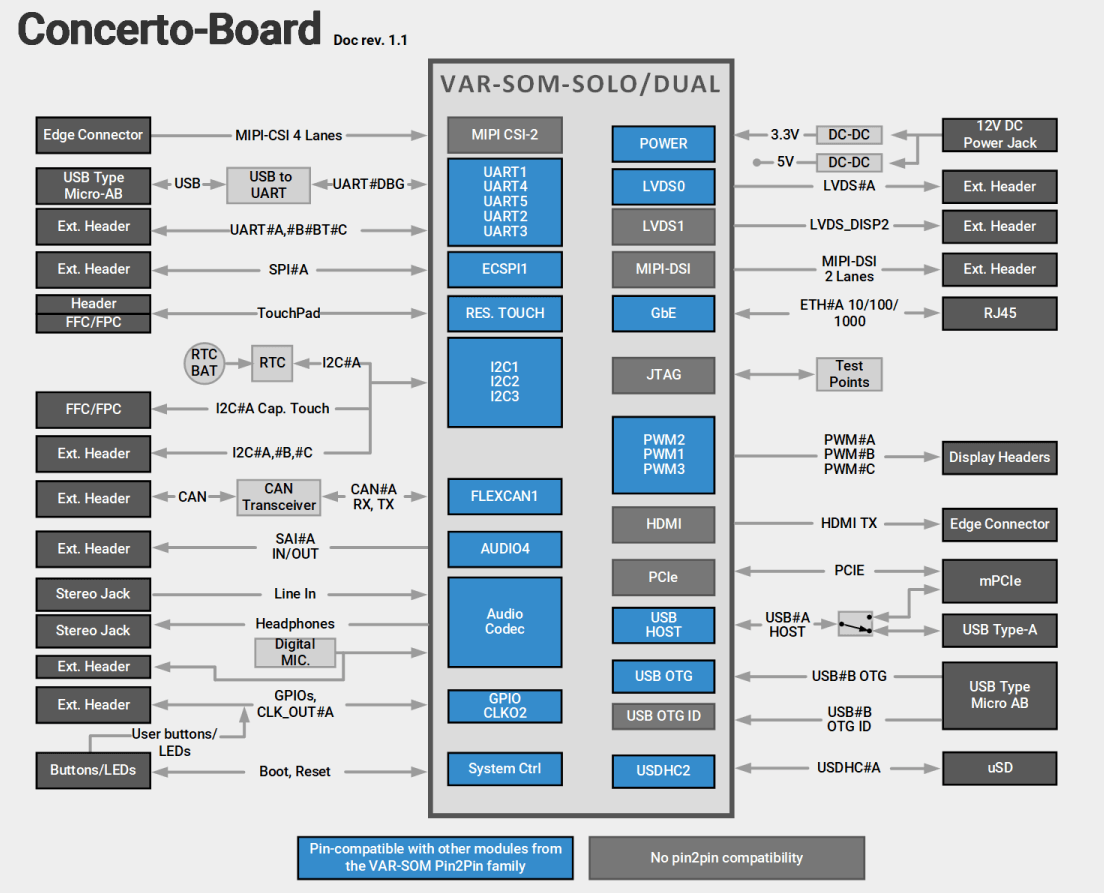 Concerto-Board Doc rev. 1.1
VAR-SOM-SOLO/DUAL
Edge Connector
MIPI-CSI 4 Lanes
MIPI CSI-2
USB Type
Micro-AB
USB
USB to
UART
UART#DBG
UART1
UART4
UART5
UART2
UART3
Ext. Header
UART#A,#B#BT#C
Ext. Header
SPI#A
ECSPI1
Header
FFC/FPC
TouchPad
RES. TOUCH
RTC
BAT
RTC
I2C#A
I2C1
I2C2
I2C3
FFC/FPC
I2C#A Cap. Touch
Ext. Header
I2C#A,#B,#C
Ext. Header
CAN
CAN
Transceiver
CAN#A
RX, TX
FLEXCAN1
Ext. Header
SAI#A
IN/OUT
AUDIO4
Stereo Jack
Line In
Audio
Codec
Stereo Jack
Headphones
Digital
MIC.
Ext. Header
Ext. Header
GPIOs,
CLK_OUT#A
GPIO
CLKO2
User buttons/
LEDs
Buttons/LEDs
Boot, Reset
System Ctrl
POWER
3.3V
DC-DC
5V
DC-DC
12V DC
Power Jack
LVDS0
LVDS#A
Ext. Header
LVDS1
LVDS_DISP2
Ext. Header
MIPI-DSI
MIPI-DSI
2 Lanes
Ext. Header
GbE
ETH#A 10/100/
1000
RJ45
JTAG
Test
Points
PWM2
PWM1
PWM3
PWM#A
PWM#B
PWM#C
Display Headers
HDMI
HDMI TX
Edge Connector
PCIe
PCIE
mPCIe
USB
HOST
USB#A
HOST
USB Type-A
USB OTG
USB#B OTG
USB Type
Micro AB
USB OTG ID
USB#B
OTG ID
USDHC2
USDHC#A
uSD
Pin-compatible with other modules from
the VAR-SOM Pin2Pin family
No pin2pin compatibility